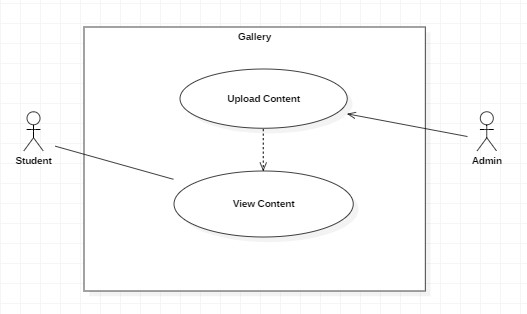 Gallery
Upload Content
Student
Admin
View Content